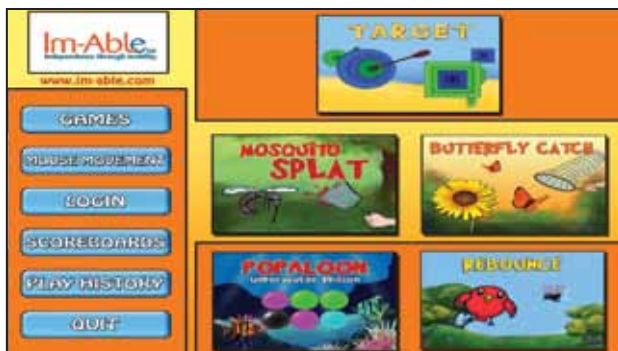 Im-Able
Independence through mobility
www.im-able.com
GAMES
MOUSE MOVEMENT
LOGIN
SCOREBOARDS
PLAY HISTORY
QUIT
TARGET
MOSQUITO
SPLAT
BUTTERFLY CATCH
POPALOON
REBOUNCE